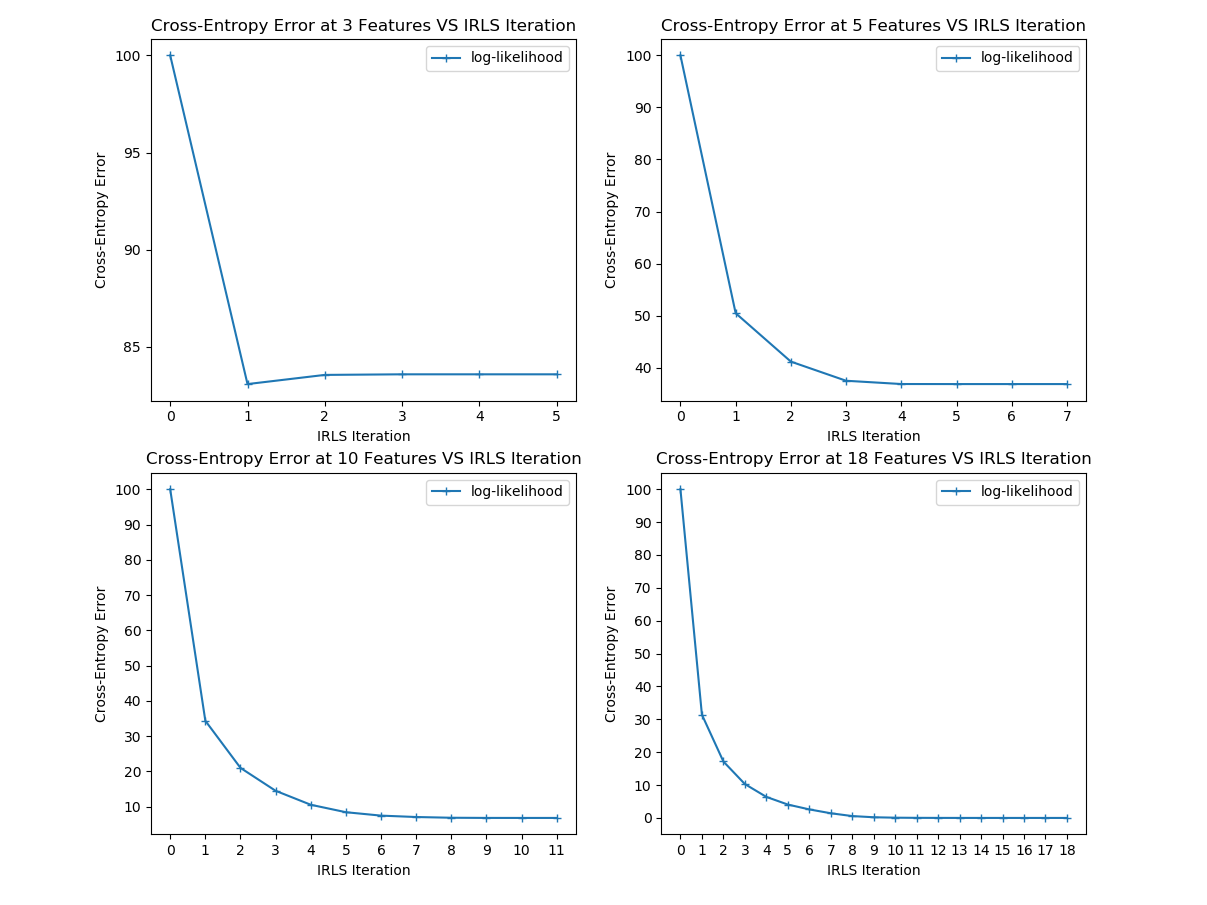 Cross-Entropy Error at 3 Features VS IRLS Iteration
log-likelihood
Cross-Entropy Error
100
95
90
85
0 1 2 3 4 5
IRLS Iteration
Cross-Entropy Error at 5 Features VS IRLS Iteration
log-likelihood
Cross-Entropy Error
100
90
80
70
60
50
40
0 1 2 3 4 5 6 7
IRLS Iteration
Cross-Entropy Error at 10 Features VS IRLS Iteration
log-likelihood
Cross-Entropy Error
100
90
80
70
60
50
40
30
20
10
0 1 2 3 4 5 6 7 8 9 10 11
IRLS Iteration
Cross-Entropy Error at 18 Features VS IRLS Iteration
log-likelihood
Cross-Entropy Error
100
90
80
70
60
50
40
30
20
10
0
0 1 2 3 4 5 6 7 8 9 10 11 12 13 14 15 16 17 18
IRLS Iteration